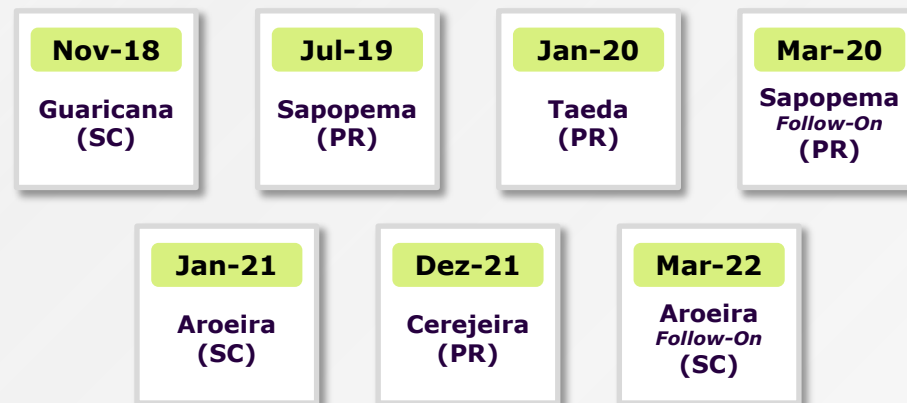 Nov-18
Guaricana
(SC)
Jul-19
Sapopema
(PR)
Jan-20
Taeda
(PR)
Mar-20
Sapopema
Follow-On
(PR)
Jan-21
Aroeira
(SC)
Dez-21
Cerejeira
(PR)
Mar-22
Aroeira
Follow-On
(SC)